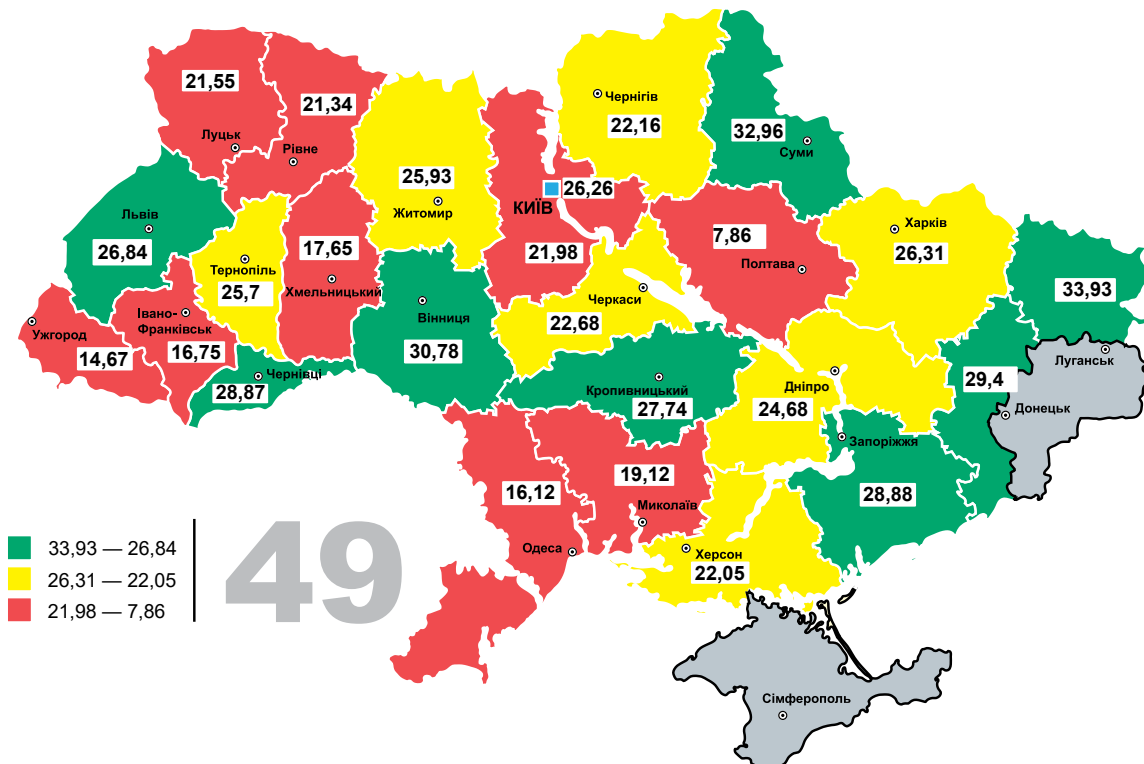 21,55
Луцьк
21,34
Рівне
Чернігів
22,16
32,96
Суми
25,93
Житомир
26,26
КИЇВ
21,98
Львів
26,84
Тернопіль
25,7
17,65
Хмельницький
7,86
Полтава
Харків
26,31
33,93
Луганськ
Ужгород
14,67
Івано-
Франківськ
16,75
Чернівці
28,87
Вінниця
30,78
Черкаси
22,68
Кропивницький
27,74
Дніпро
24,68
29,4
Донецьк
Запоріжжя
28,88
16,12
Одеса
19,12
Миколаїв
Херсон
22,05
Сімферополь
33,93 — 26,84
26,31 — 22,05
21,98 — 7,86
49